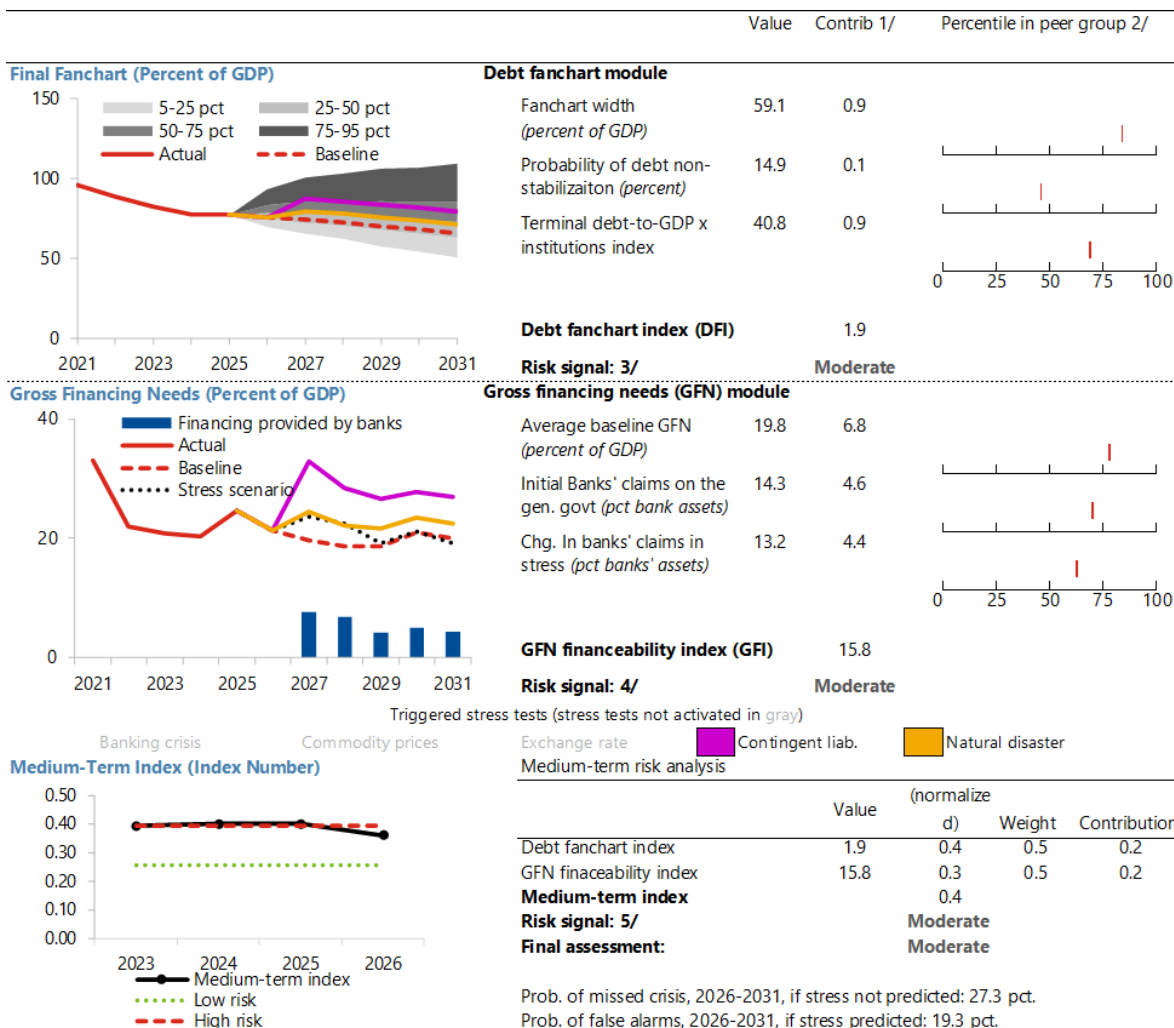 Value Contrib 1/ Percentile in peer group 2/
Final Fanchart (Percent of GDP)
150
100
50
0
5-25 pct 25-50 pct
50-75 pct 75-95 pct
Actual Baseline
2021 2023 2025 2027 2029 2031
Debt fanchart module
Fanchart width 59.1 0.9
(percent of GDP)
Probability of debt non- 14.9 0.1
stabilizaiton (percent)
Terminal debt-to-GDP x 40.8 0.9
institutions index
0 25 50 75 100
Debt fanchart index (DFI) 1.9
Risk signal: 3/ Moderate
Gross Financing Needs (Percent of GDP)
40
20
0
Financing provided by banks
Actual
Baseline
Stress scenario
2021 2023 2025 2027 2029 2031
Gross financing needs (GFN) module
Average baseline GFN 19.8 6.8
(percent of GDP)
Initial Banks' claims on the 14.3 4.6
gen. govt (pct bank assets)
Chg. In banks' claims in 13.2 4.4
stress (pct banks' assets)
0 25 50 75 100
GFN financeability index (GFI) 15.8
Risk signal: 4/ Moderate
Triggered stress tests (stress tests not activated in gray)
Banking crisis Commodity prices Exchange rate Contingent liab. Natural disaster
Medium-Term Index (Index Number)
0.50
0.40
0.30
0.20
0.10
0.00
2023 2024 2025 2026
Medium-term index
Low risk
High risk
Medium-term risk analysis
Value (normalize
d) Weight Contribution
Debt fanchart index 1.9 0.4 0.5 0.2
GFN finaceability index 15.8 0.3 0.5 0.2
Medium-term index 0.4
Risk signal: 5/ Moderate
Final assessment: Moderate
Prob. of missed crisis, 2026-2031, if stress not predicted: 27.3 pct.
Prob. of false alarms, 2026-2031, if stress predicted: 19.3 pct.